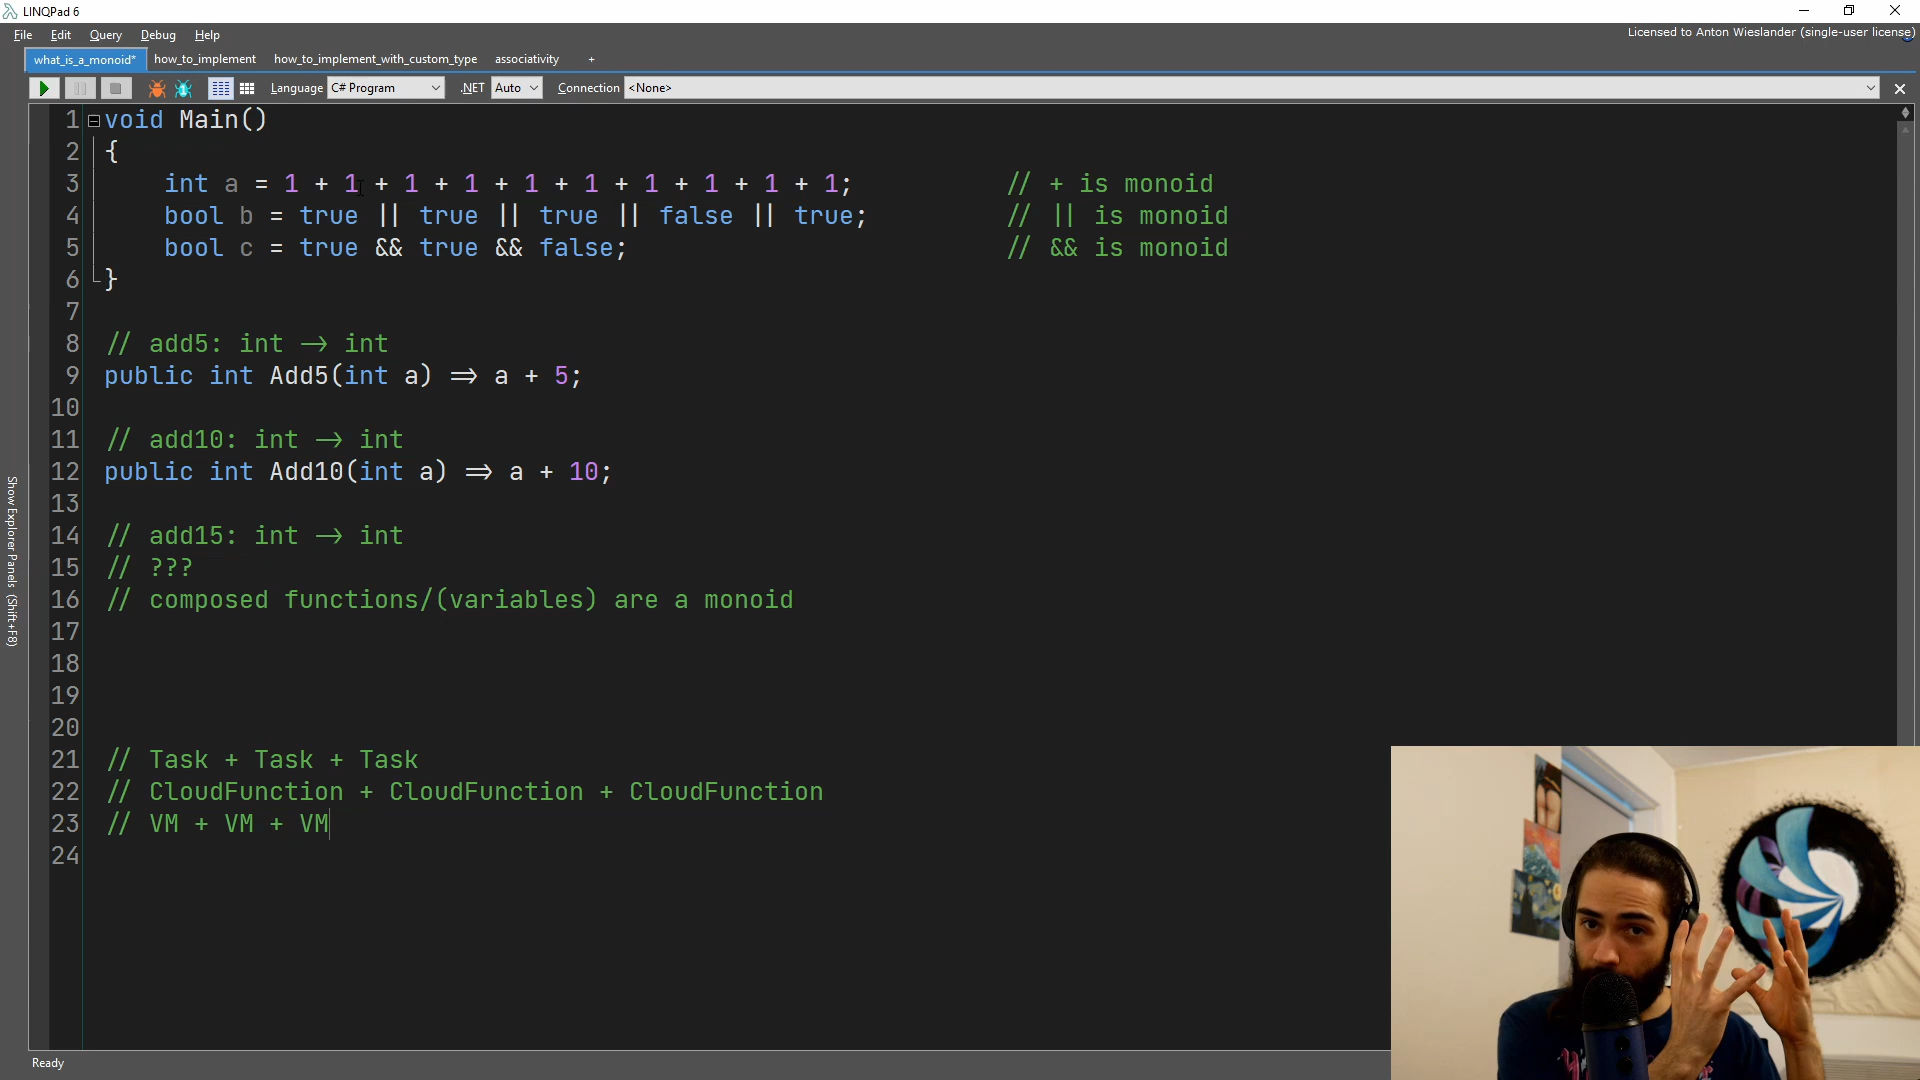 LINQPad 6
File Edit Query Debug Help
Licensed to Anton Wieslander (single-user license)
what_is_a_monoid* how_to_implement how_to_implement_with_custom_type associativity +
Language C# Program .NET Auto Connection <None>
1 void Main()
2 {
3 int a = 1 + 1 + 1 + 1 + 1 + 1 + 1 + 1 + 1 + 1; // + is monoid
4 bool b = true || true || true || false || true; // || is monoid
5 bool c = true && true && false; // && is monoid
6 }
7
8 // add5: int -> int
9 public int Add5(int a) => a + 5;
10
11 // add10: int -> int
12 public int Add10(int a) => a + 10;
13
14 // add15: int -> int
15 // ???
16 // composed functions/(variables) are a monoid
17
18
19
20
21 // Task + Task + Task
22 // CloudFunction + CloudFunction + CloudFunction
23 // VM + VM + VM
24
Show Explorer Panels (Shift+F8)
Ready